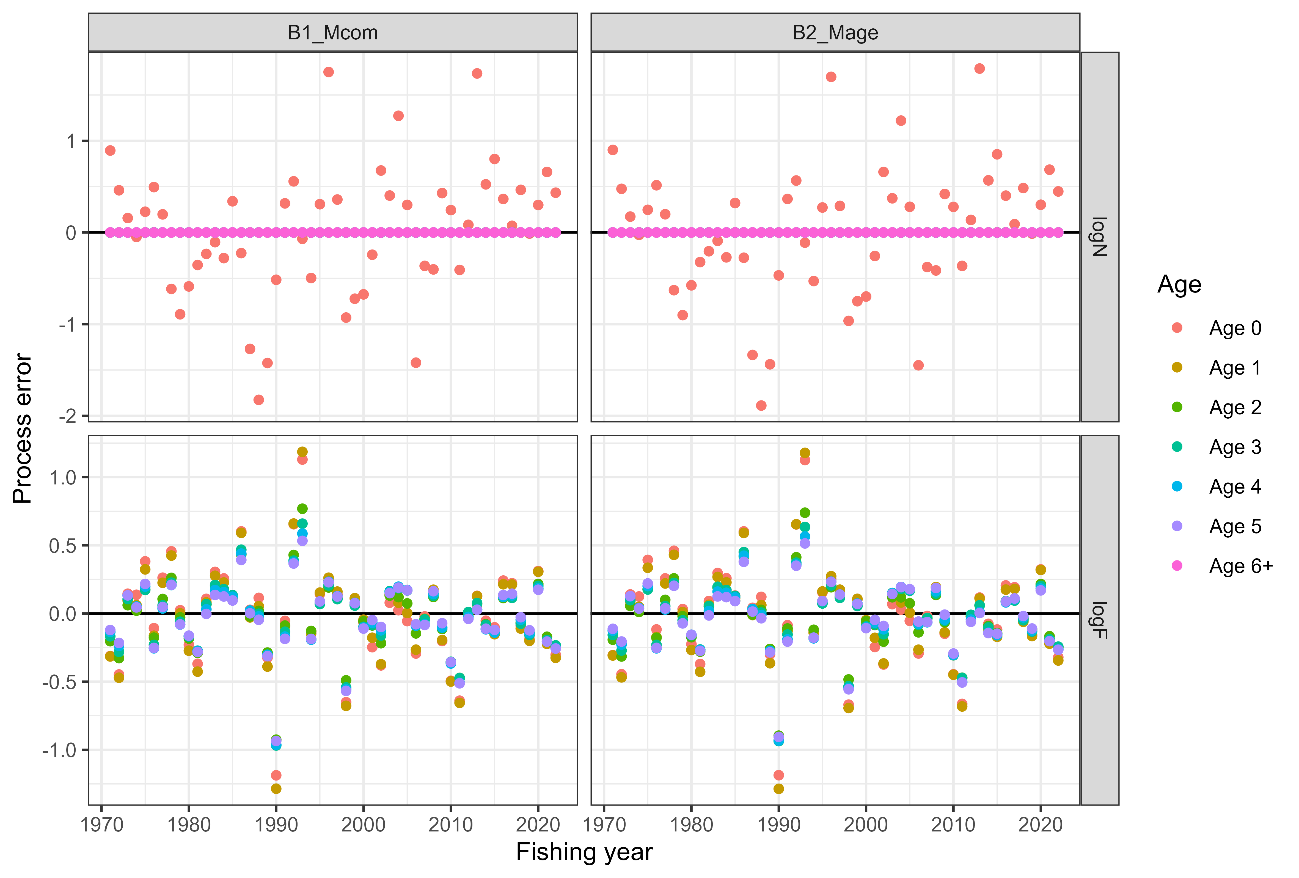 B1_Mcom B2_Mage
1
0
-1
-2
logN
Process error
1.0
0.5
0.0
-0.5
-1.0
logF
1970 1980 1990 2000 2010 2020 1970 1980 1990 2000 2010 2020
Fishing year
Age
Age 0
Age 1
Age 2
Age 3
Age 4
Age 5
Age 6+